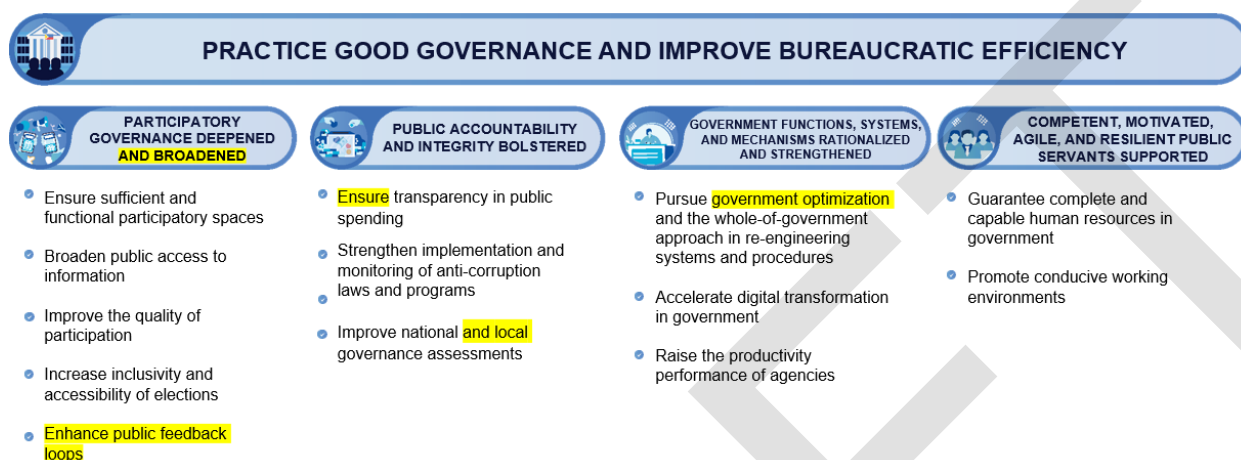 PRACTICE GOOD GOVERNANCE AND IMPROVE BUREAUCRATIC EFFICIENCY
PARTICIPATORY
GOVERNANCE DEEPENED
AND BROADENED
Ensure sufficient and
functional participatory spaces
Broaden public access to
information
Improve the quality of
participation
Increase inclusivity and
accessibility of elections
Enhance public feedback
loops
PUBLIC ACCOUNTABILITY
AND INTEGRITY BOLSTERED
Ensure transparency in public
spending
Strengthen implementation and
monitoring of anti-corruption
laws and programs
Improve national and local
governance assessments
GOVERNMENT FUNCTIONS, SYSTEMS,
AND MECHANISMS RATIONALIZED
AND STRENGTHENED
Pursue government optimization
and the whole-of-government
approach in re-engineering
systems and procedures
Accelerate digital transformation
in government
Raise the productivity
performance of agencies
COMPETENT, MOTIVATED,
AGILE, AND RESILIENT PUBLIC
SERVANTS SUPPORTED
Guarantee complete and
capable human resources in
government
Promote conducive working
environments